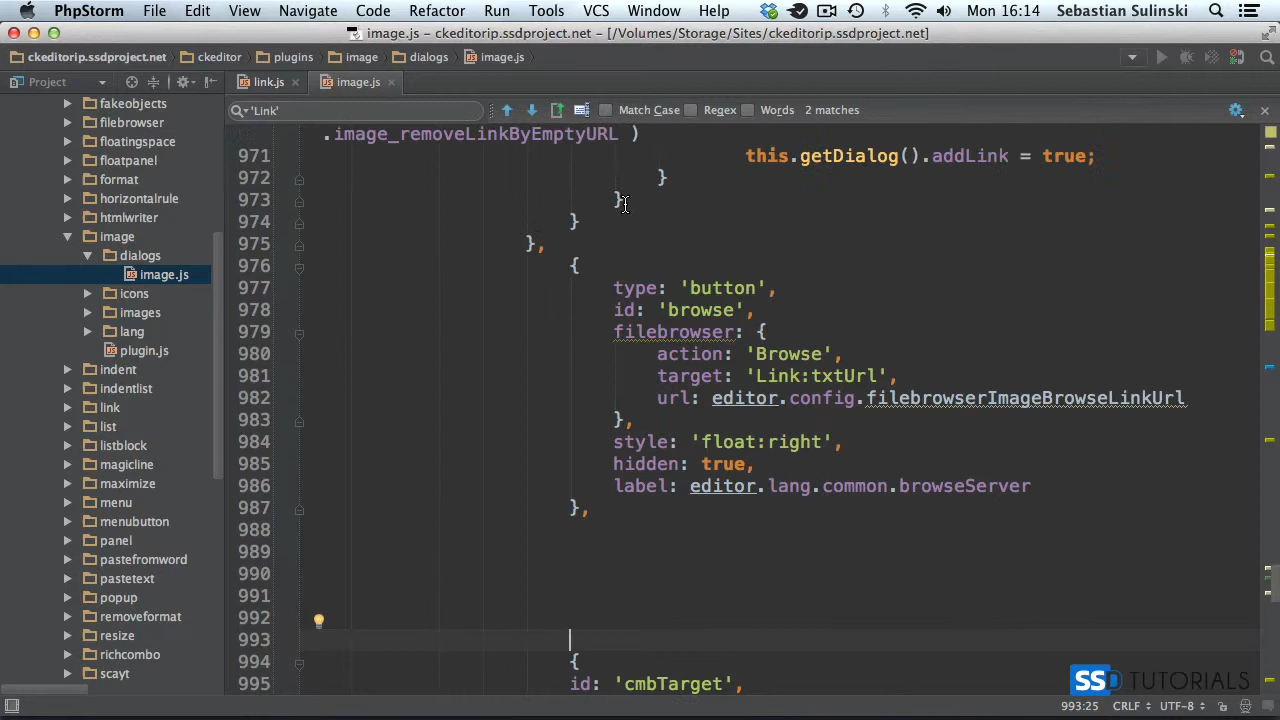 PhpStorm File Edit View Navigate Code Refactor Run Tools VCS Window Help Mon 16:14 Sebastian Sulinski
image.js - ckeditorip.ssdproject.net - [/Volumes/Storage/Sites/ckeditorip.ssdproject.net]
ckeditorip.ssdproject.net ckeditor plugins image dialogs image.js
Project link.js image.js
'Link' Match Case Regex Words 2 matches
fakeobjects
filebrowser
floatingspace
floatpanel
format
horizontalrule
htmlwriter
image
dialogs
image.js
icons
images
lang
plugin.js
indent
indentlist
link
list
listblock
magicline
maximize
menu
menubutton
panel
pastefromword
pastetext
popup
removeformat
resize
richcombo
scayt
.image_removeLinkByEmptyURL )
971 this.getDialog().addLink = true;
972 }
973 }
974 }
975 },
976 {
977 type: 'button',
978 id: 'browse',
979 filebrowser: {
980 action: 'Browse',
981 target: 'Link:txtUrl',
982 url: editor.config.filebrowserImageBrowseLinkUrl
983 },
984 style: 'float:right',
985 hidden: true,
986 label: editor.lang.common.browseServer
987 },
988
989
990
991
992
993
994 {
995 id: 'cmbTarget',
SSD TUTORIALS
993:25 CRLF UTF-8